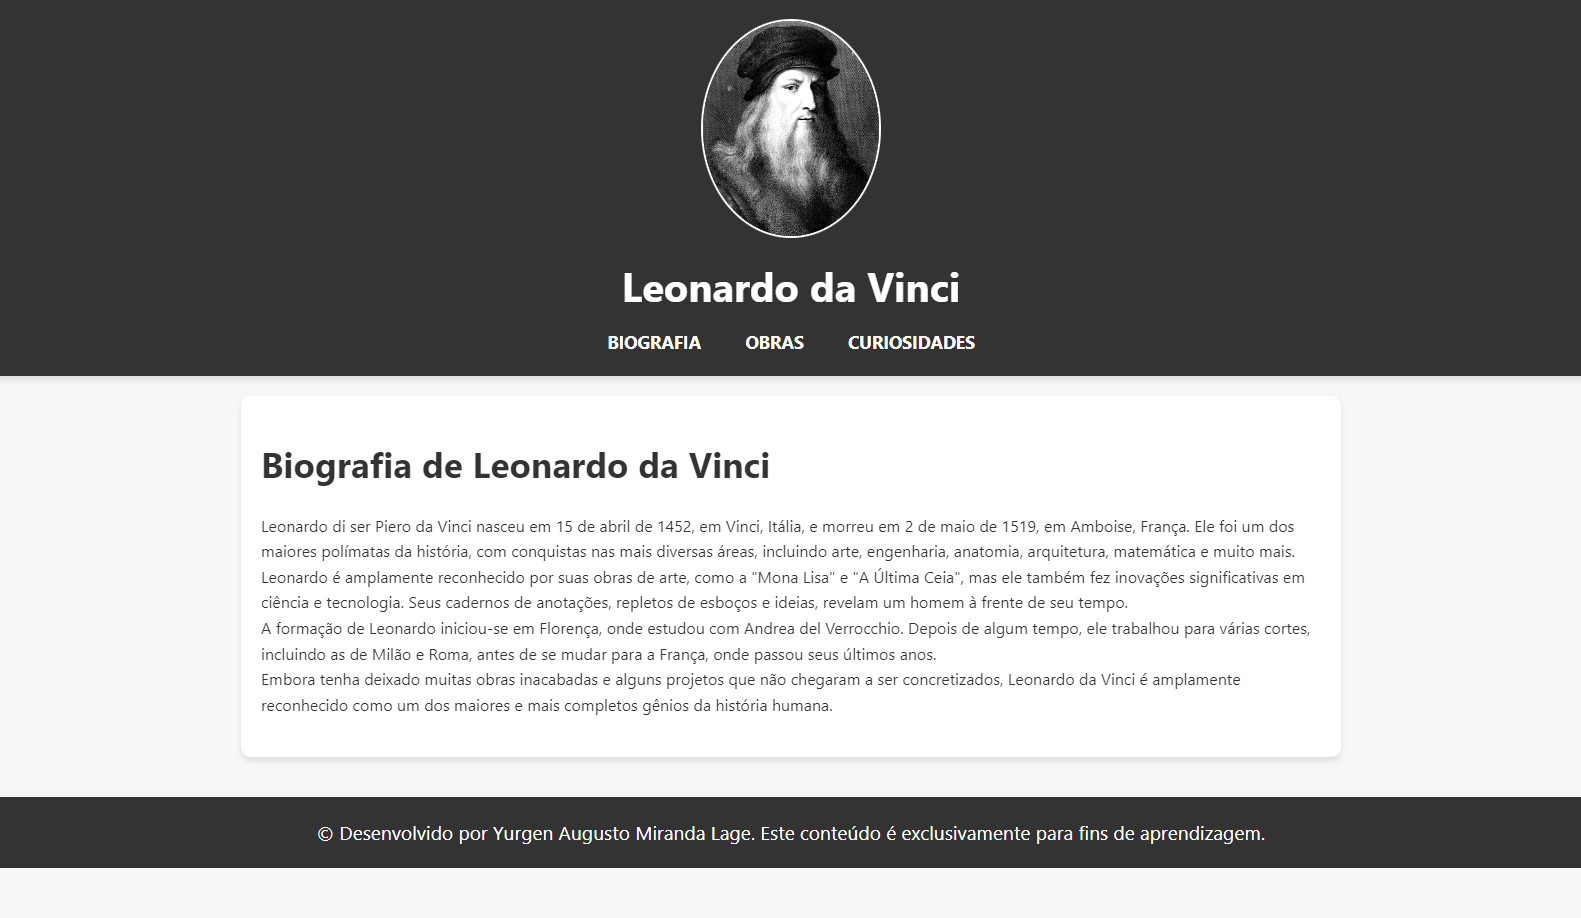 Leonardo da Vinci
BIOGRAFIA OBRAS CURIOSIDADES
Biografia de Leonardo da Vinci
Leonardo di ser Piero da Vinci nasceu em 15 de abril de 1452, em Vinci, Itália, e morreu em 2 de maio de 1519, em Amboise, França. Ele foi um dos
maiores polímatas da história, com conquistas nas mais diversas áreas, incluindo arte, engenharia, anatomia, arquitetura, matemática e muito mais.
Leonardo é amplamente reconhecido por suas obras de arte, como a "Mona Lisa" e "A Última Ceia", mas ele também fez inovações significativas em
ciência e tecnologia. Seus cadernos de anotações, repletos de esboços e ideias, revelam um homem à frente de seu tempo.
A formação de Leonardo iniciou-se em Florença, onde estudou com Andrea del Verrocchio. Depois de algum tempo, ele trabalhou para várias cortes,
incluindo as de Milão e Roma, antes de se mudar para a França, onde passou seus últimos anos.
Embora tenha deixado muitas obras inacabadas e alguns projetos que não chegaram a ser concretizados, Leonardo da Vinci é amplamente
reconhecido como um dos maiores e mais completos gênios da história humana.
© Desenvolvido por Yurgen Augusto Miranda Lage. Este conteúdo é exclusivamente para fins de aprendizagem.